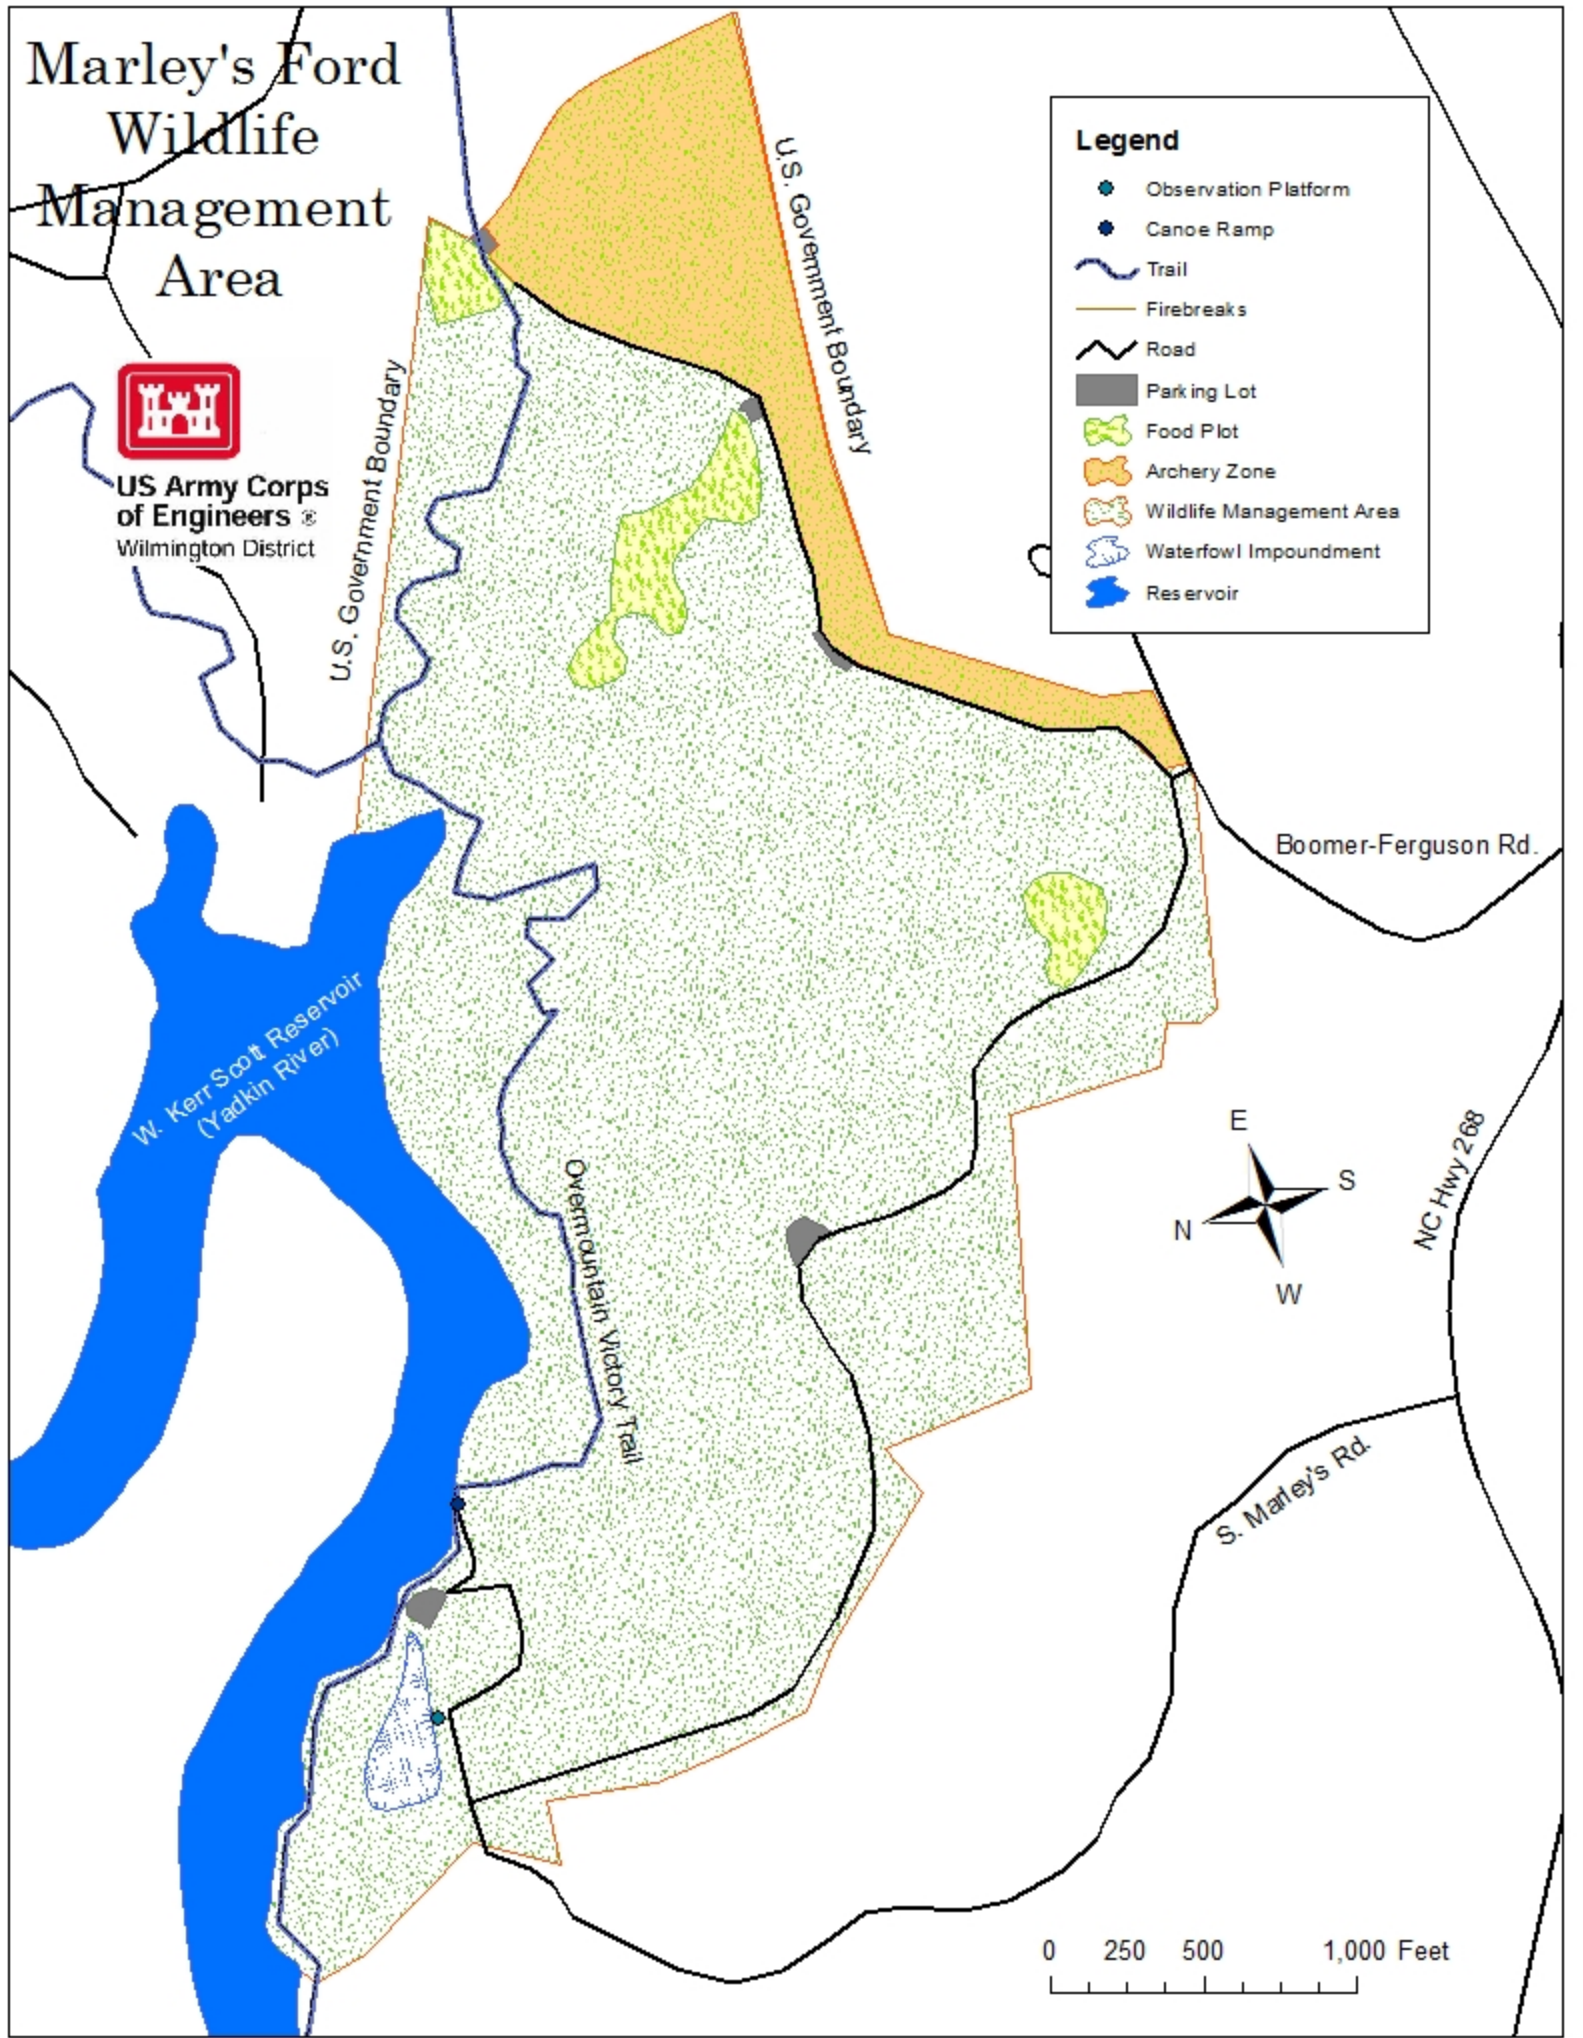 Marley's Ford
Wildlife
Management
Area
US Army Corps
of Engineers ®
Wilmington District
U.S. Government Boundary
U.S. Government Boundary
Legend
Observation Platform
Canoe Ramp
Trail
Firebreaks
Road
Parking Lot
Food Plot
Archery Zone
Wildlife Management Area
Waterfowl Impoundment
Reservoir
Boomer-Ferguson Rd.
W. Kerr Scott Reservoir
(Yadkin River)
Overmountain Victory Trail
E
S
N
W
NC Hwy 268
S. Marley's Rd.
0 250 500 1,000 Feet